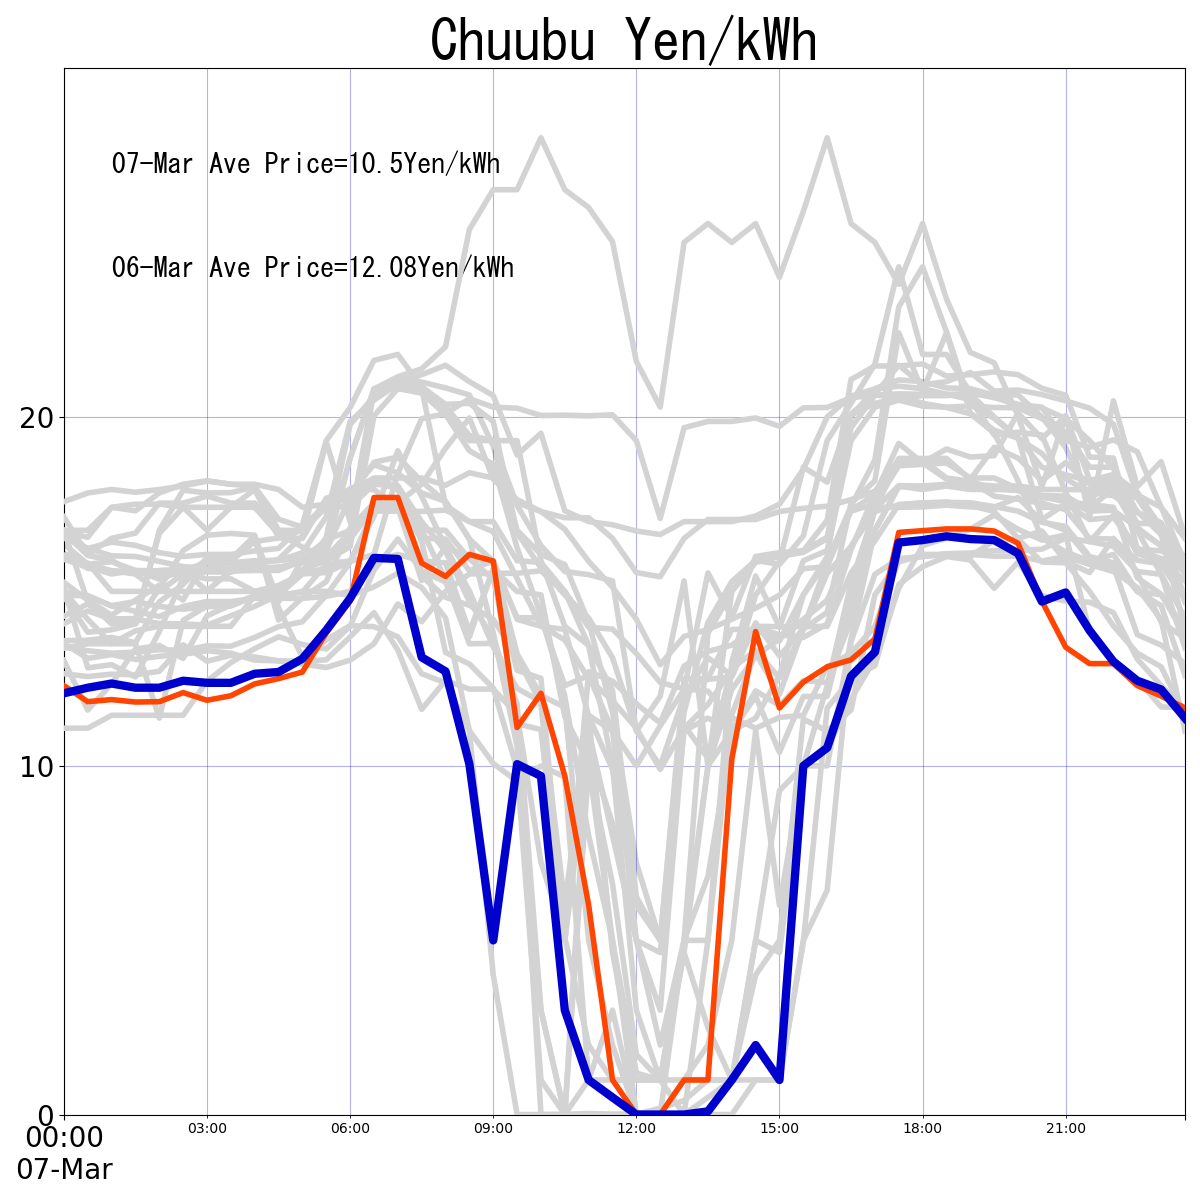 Chuubu Yen/kWh
07-Mar Ave Price=10.5Yen/kWh
06-Mar Ave Price=12.08Yen/kWh
20
10
0
00:00 03:00 06:00 09:00 12:00 15:00 18:00 21:00
07-Mar